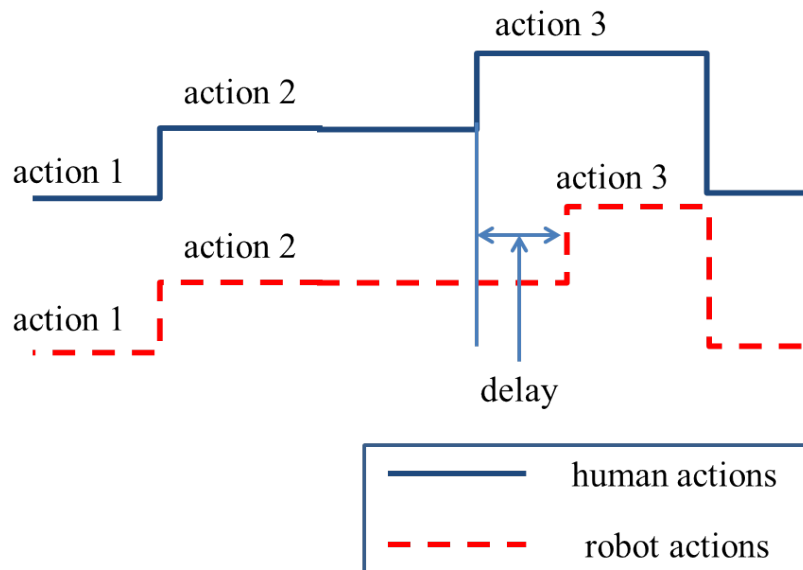 action 3
action 2
action 1
action 3
action 2
action 1
delay
human actions
robot actions